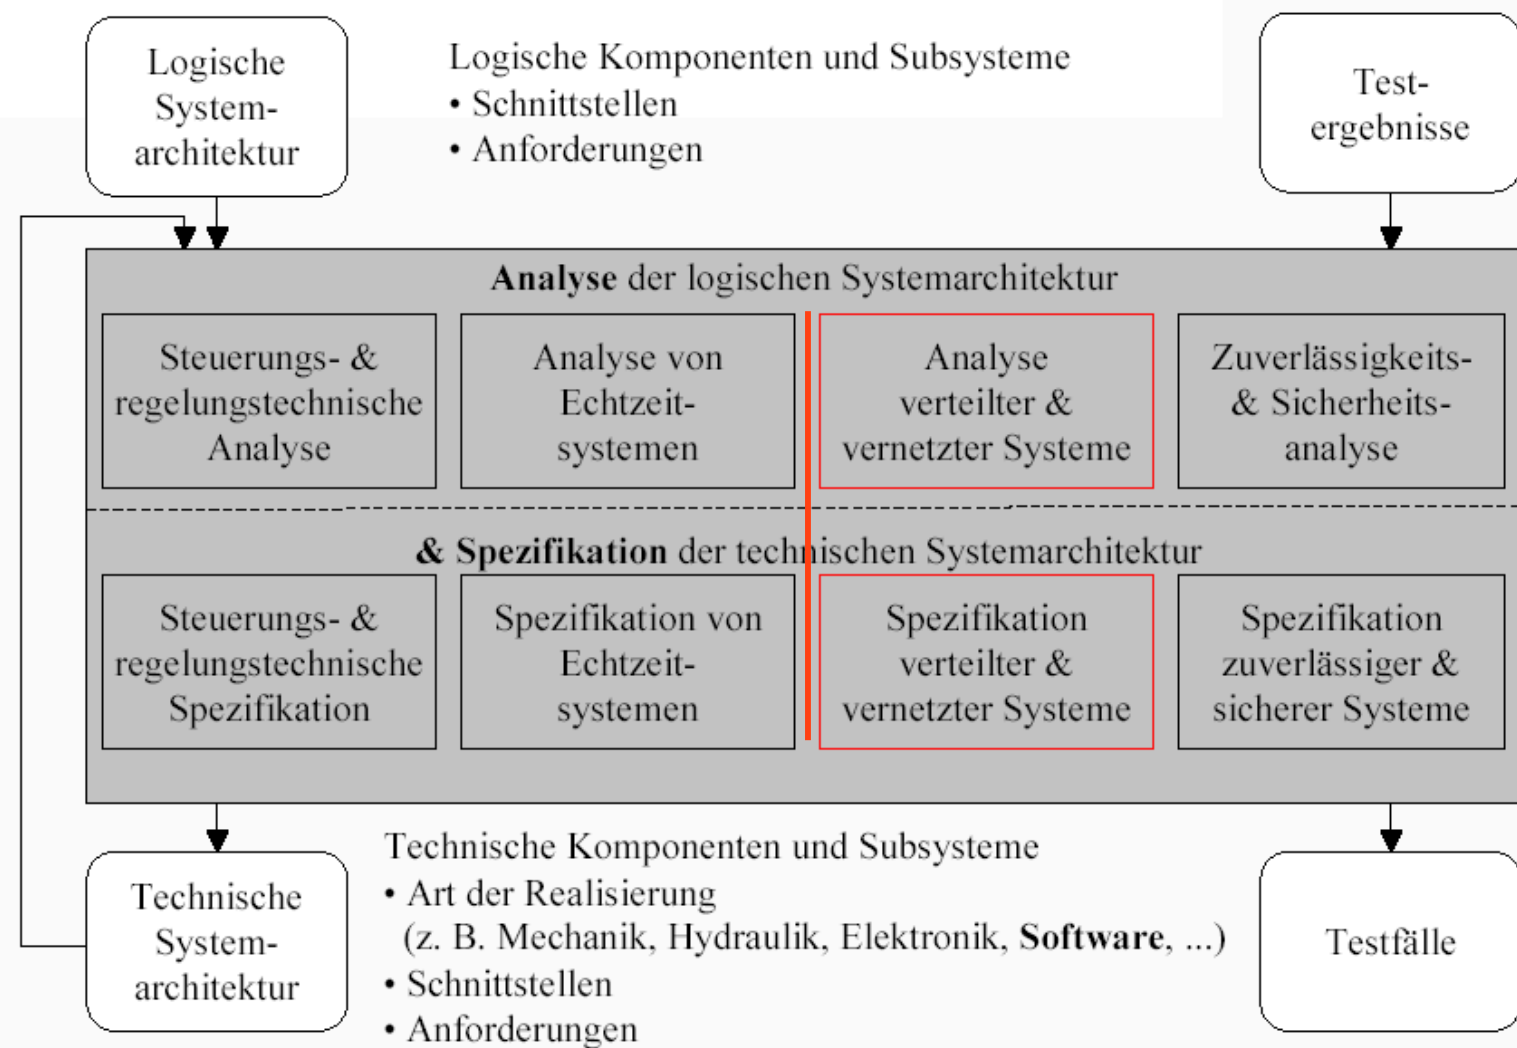 Logische
System-
architektur
Logische Komponenten und Subsysteme
• Schnittstellen
• Anforderungen
Test-
ergebnisse
Analyse der logischen Systemarchitektur
Steuerungs- &
regelungstechnische
Analyse
Analyse von
Echtzeit-
systemen
Analyse
verteilter &
vernetzter Systeme
Zuverlässigkeits-
& Sicherheits-
analyse
& Spezifikation der technischen Systemarchitektur
Steuerungs- &
regelungstechnische
Spezifikation
Spezifikation von
Echtzeit-
systemen
Spezifikation
verteilter &
vernetzter Systeme
Spezifikation
zuverlässiger &
sicherer Systeme
Technische
System-
architektur
Technische Komponenten und Subsysteme
• Art der Realisierung
(z. B. Mechanik, Hydraulik, Elektronik, Software, ...)
• Schnittstellen
• Anforderungen
Testfälle